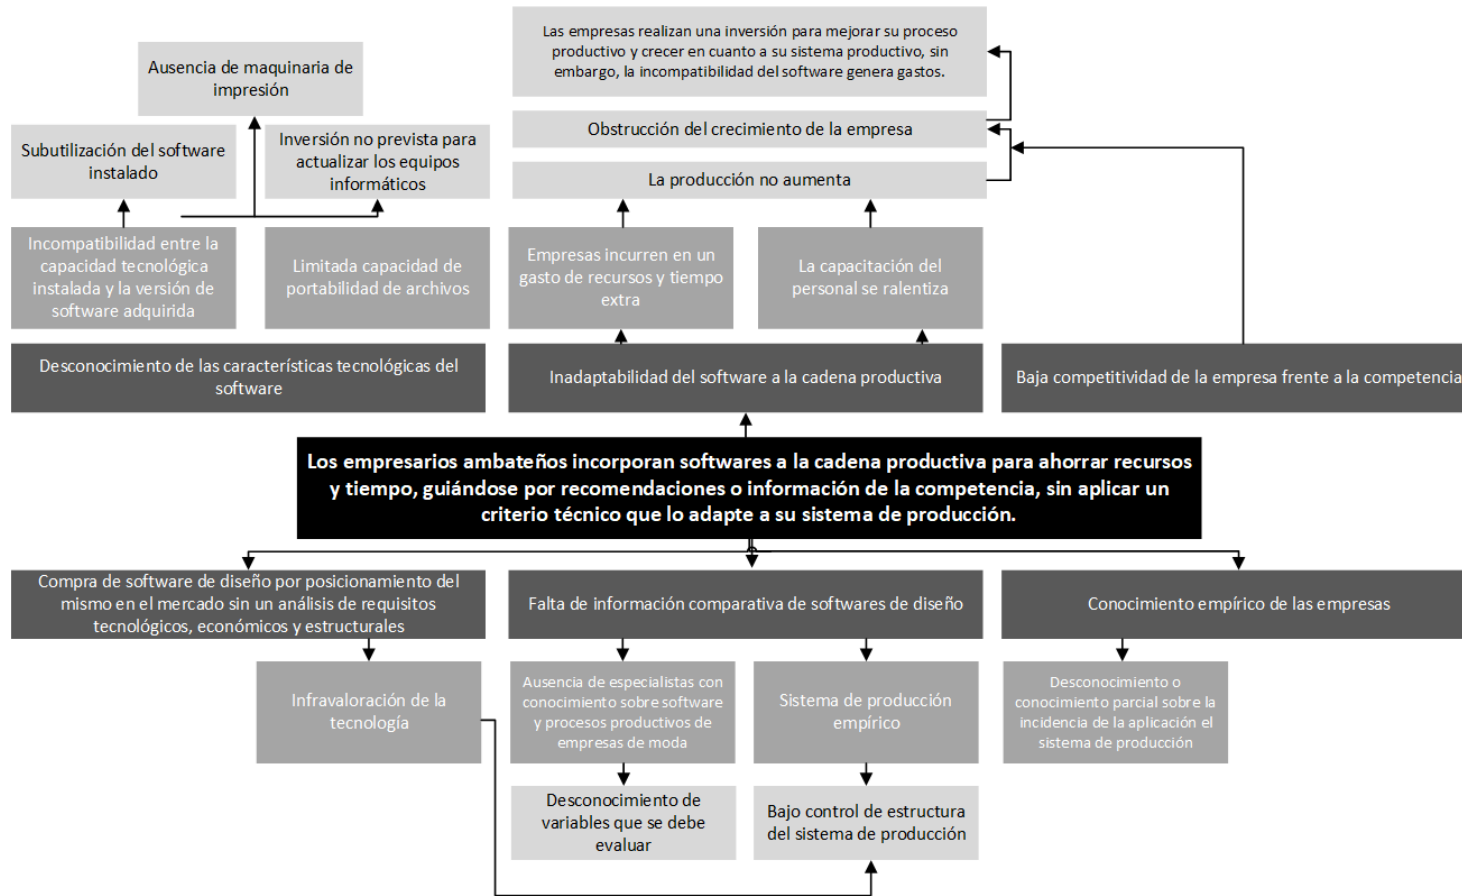 Las empresas realizan una inversión para mejorar su proceso
productivo y crecer en cuanto a su sistema productivo, sin
embargo, la incompatibilidad del software genera gastos.
Ausencia de maquinaria de
impresión
Obstrucción del crecimiento de la empresa
Subutilización del software
instalado
Inversión no prevista para
actualizar los equipos
informáticos
La producción no aumenta
Incompatibilidad entre la
capacidad tecnológica
instalada y la versión de
software adquirida
Limitada capacidad de
portabilidad de archivos
Empresas incurren en un
gasto de recursos y tiempo
extra
La capacitación del
personal se ralentiza
Desconocimiento de las características tecnológicas del
software
Inadaptabilidad del software a la cadena productiva
Baja competitividad de la empresa frente a la competencia
Los empresarios ambateños incorporan softwares a la cadena productiva para ahorrar recursos
y tiempo, guiándose por recomendaciones o información de la competencia, sin aplicar un
criterio técnico que lo adapte a su sistema de producción.
Compra de software de diseño por posicionamiento del
mismo en el mercado sin un análisis de requisitos
tecnológicos, económicos y estructurales
Falta de información comparativa de softwares de diseño
Conocimiento empírico de las empresas
Infravaloración de la
tecnología
Ausencia de especialistas con
conocimiento sobre software
y procesos productivos de
empresas de moda
Sistema de producción
empírico
Desconocimiento o
conocimiento parcial sobre la
incidencia de la aplicación el
sistema de producción
Desconocimiento de
variables que se debe
evaluar
Bajo control de estructura
del sistema de producción